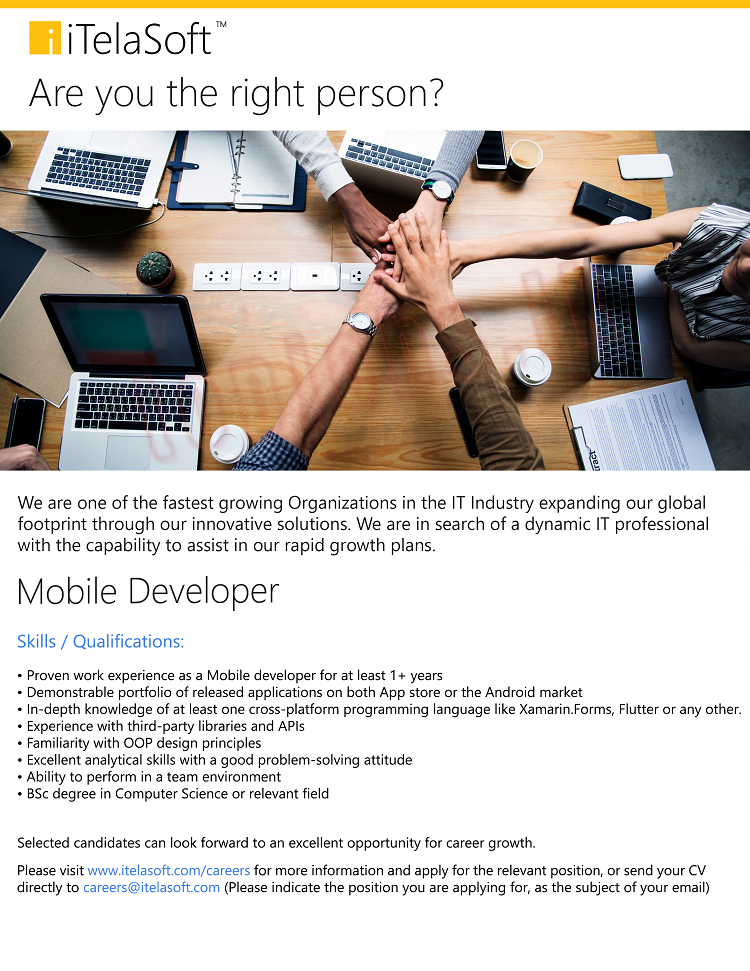 iTelaSoft™
Are you the right person?
We are one of the fastest growing Organizations in the IT Industry expanding our global
footprint through our innovative solutions. We are in search of a dynamic IT professional
with the capability to assist in our rapid growth plans.
Mobile Developer
Skills / Qualifications:
• Proven work experience as a Mobile developer for at least 1+ years
• Demonstrable portfolio of released applications on both App store or the Android market
• In-depth knowledge of at least one cross-platform programming language like Xamarin.Forms, Flutter or any other.
• Experience with third-party libraries and APIs
• Familiarity with OOP design principles
• Excellent analytical skills with a good problem-solving attitude
• Ability to perform in a team environment
• BSc degree in Computer Science or relevant field
Selected candidates can look forward to an excellent opportunity for career growth.
Please visit www.itelasoft.com/careers for more information and apply for the relevant position, or send your CV
directly to careers@itelasoft.com (Please indicate the position you are applying for, as the subject of your email)